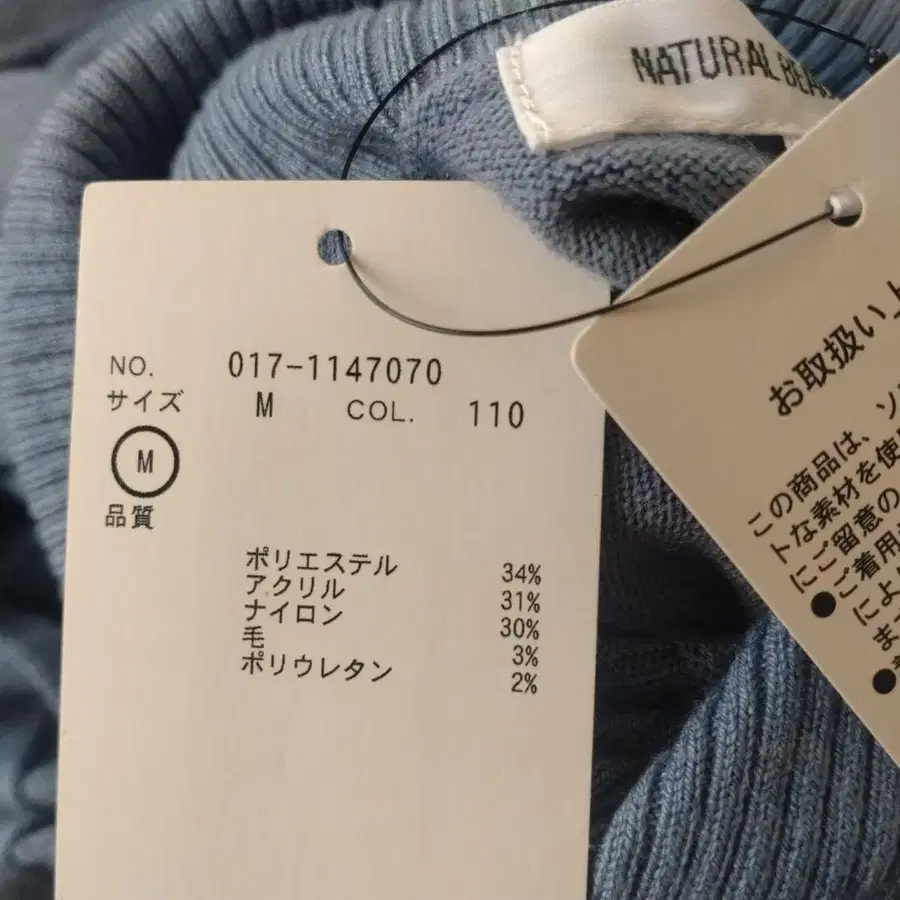 NATURAL BEA
NO. 017-1147070
サイズ M COL. 110
M
品質
ポリエステル 34%
アクリル 31%
ナイロン 30%
毛 3%
ポリウレタン 2%
お取扱い上
この商品は、ソ
トな素材を使
にご留意の
●ご着用
によ
ま
●